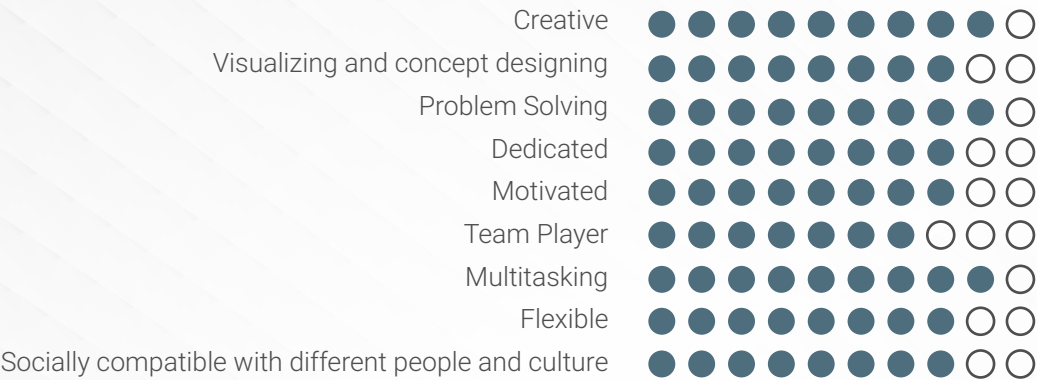 Creative
Visualizing and concept designing
Problem Solving
Dedicated
Motivated
Team Player
Multitasking
Flexible
Socially compatible with different people and culture